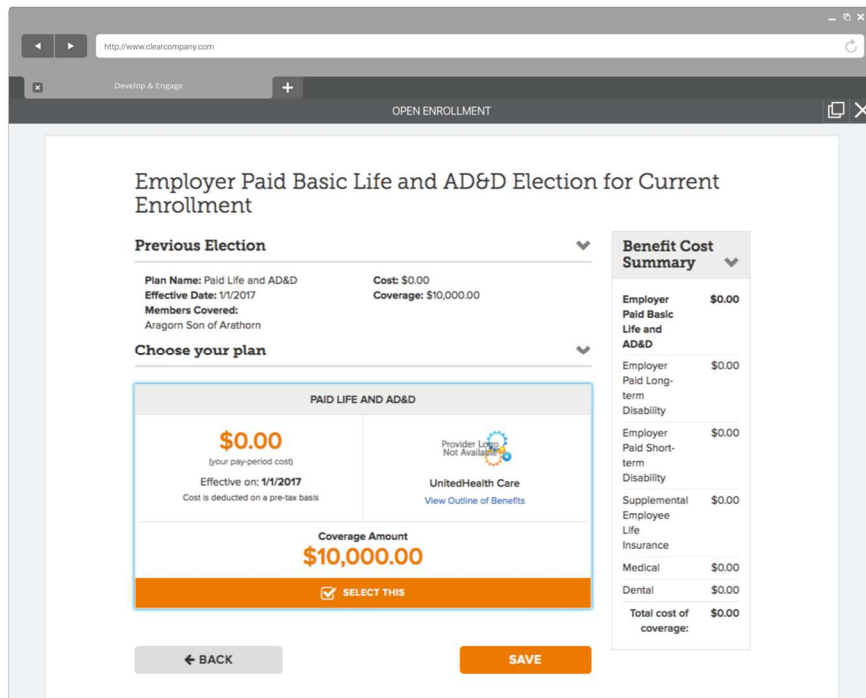 http://www.clearcompany.com
Develop & Engage
OPEN ENROLLMENT
Employer Paid Basic Life and AD&D Election for Current
Enrollment
Previous Election
Plan Name: Paid Life and AD&D
Effective Date: 1/1/2017
Members Covered:
Aragorn Son of Arathorn
Cost: $0.00
Coverage: $10,000.00
Choose your plan
PAID LIFE AND AD&D
$0.00
(your pay-period cost)
Effective on: 1/1/2017
Cost is deducted on a pre-tax basis
Provider Logo
Not Available
UnitedHealth Care
View Outline of Benefits
Coverage Amount
$10,000.00
SELECT THIS
BACK
SAVE
Benefit Cost
Summary
Employer $0.00
Paid Basic
Life and
AD&D
Employer $0.00
Paid Long-
term
Disability
Employer $0.00
Paid Short-
term
Disability
Supplemental $0.00
Employee
Life
Insurance
Medical $0.00
Dental $0.00
Total cost of $0.00
coverage: